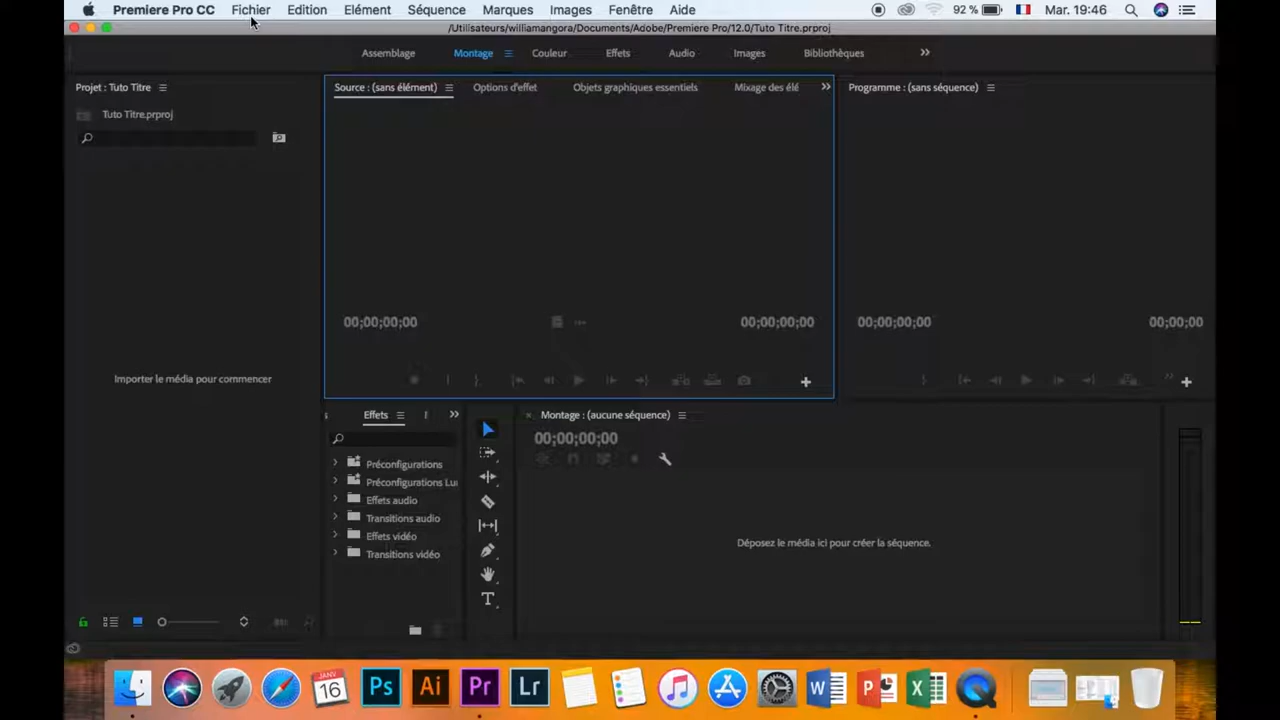 Premiere Pro CC Fichier Edition Elément Séquence Marques Images Fenêtre Aide 92 % Mar. 19:46
/Utilisateurs/williamangora/Documents/Adobe/Premiere Pro/12.0/Tuto Titre.prproj
Assemblage Montage Couleur Effets Audio Images Bibliothèques
Projet : Tuto Titre
Tuto Titre.prproj
Importer le média pour commencer
Source : (sans élément) Options d'effet Objets graphiques essentiels Mixage des élé
00;00;00;00 00;00;00;00
Programme : (sans séquence)
00;00;00;00 00;00;00;00
Effets
Préconfigurations
Préconfigurations Lu
Effets audio
Transitions audio
Effets vidéo
Transitions vidéo
T
Montage : (aucune séquence)
00;00;00;00
Déposez le média ici pour créer la séquence.
JANV
16
Ps
Ai
Pr
Lr
W
P
X